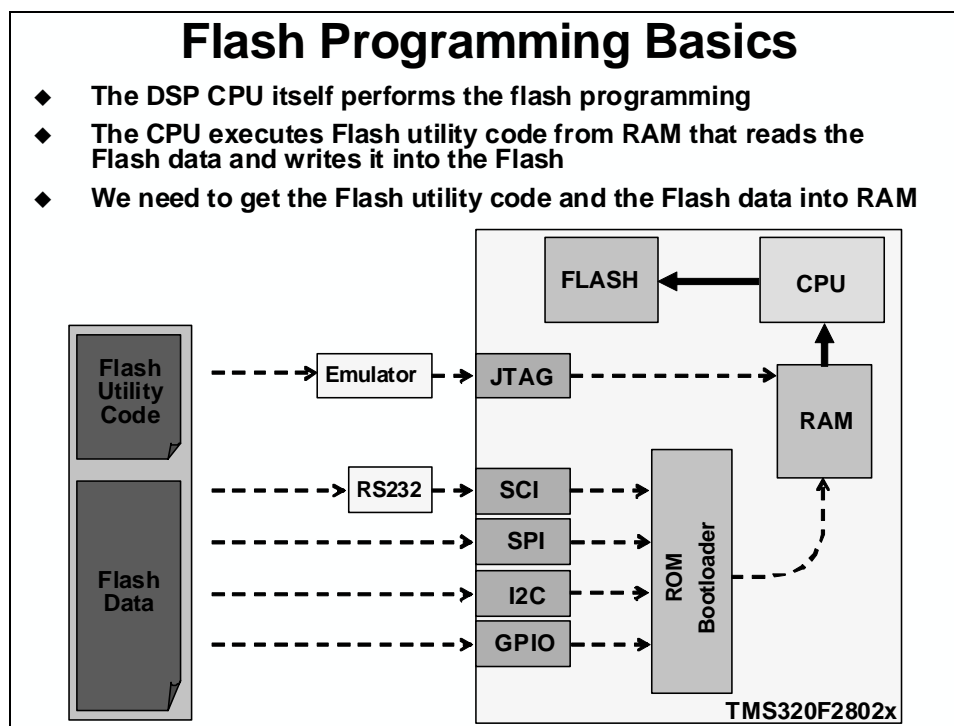 Flash Programming Basics
◆ The DSP CPU itself performs the flash programming
◆ The CPU executes Flash utility code from RAM that reads the
Flash data and writes it into the Flash
◆ We need to get the Flash utility code and the Flash data into RAM
FLASH
CPU
Flash
Utility
Code
Emulator
JTAG
RAM
RS232
SCI
SPI
Flash
Data
I2C
GPIO
ROM
Bootloader
TMS320F2802x